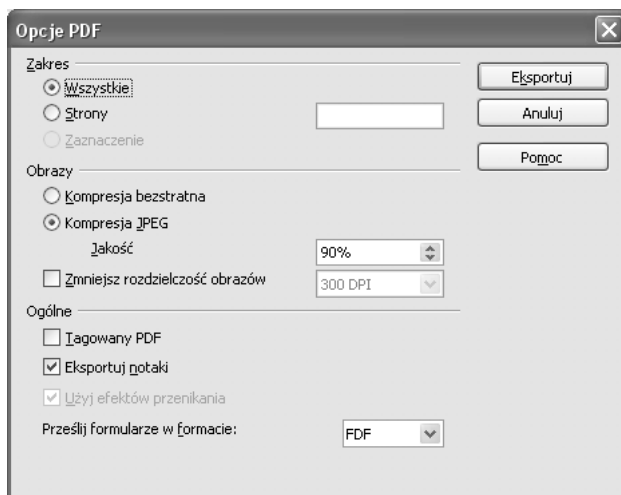 Opcje PDF
Zakres
Wszystkie
Strony
Zaznaczenie
Eksportuj
Anuluj
Pomoc
Obrazy
Kompresja bezstratna
Kompresja JPEG
Jakość 90%
Zmniejsz rozdzielczość obrazów 300 DPI
Ogólne
Tagowany PDF
Eksportuj notaki
Użyj efektów przenikania
Prześlij formularze w formacie: FDF